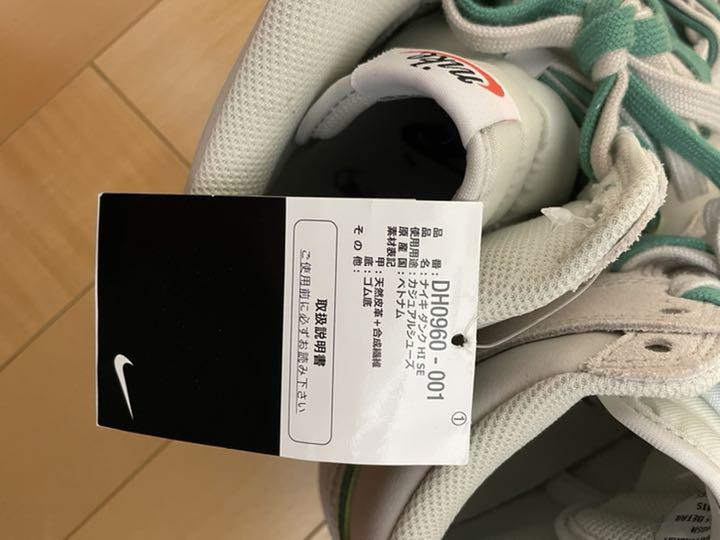 品　番：DH0960 - 001
品　名：ナイキ ダンク HI SE
使用用途：カジュアルシューズ
原 産 国：ベトナム
素材表記　甲：天然皮革＋合成繊維
底：ゴム底
そ の 他：
①
取扱説明書
ご使用前に必ずお読み下さい
nike